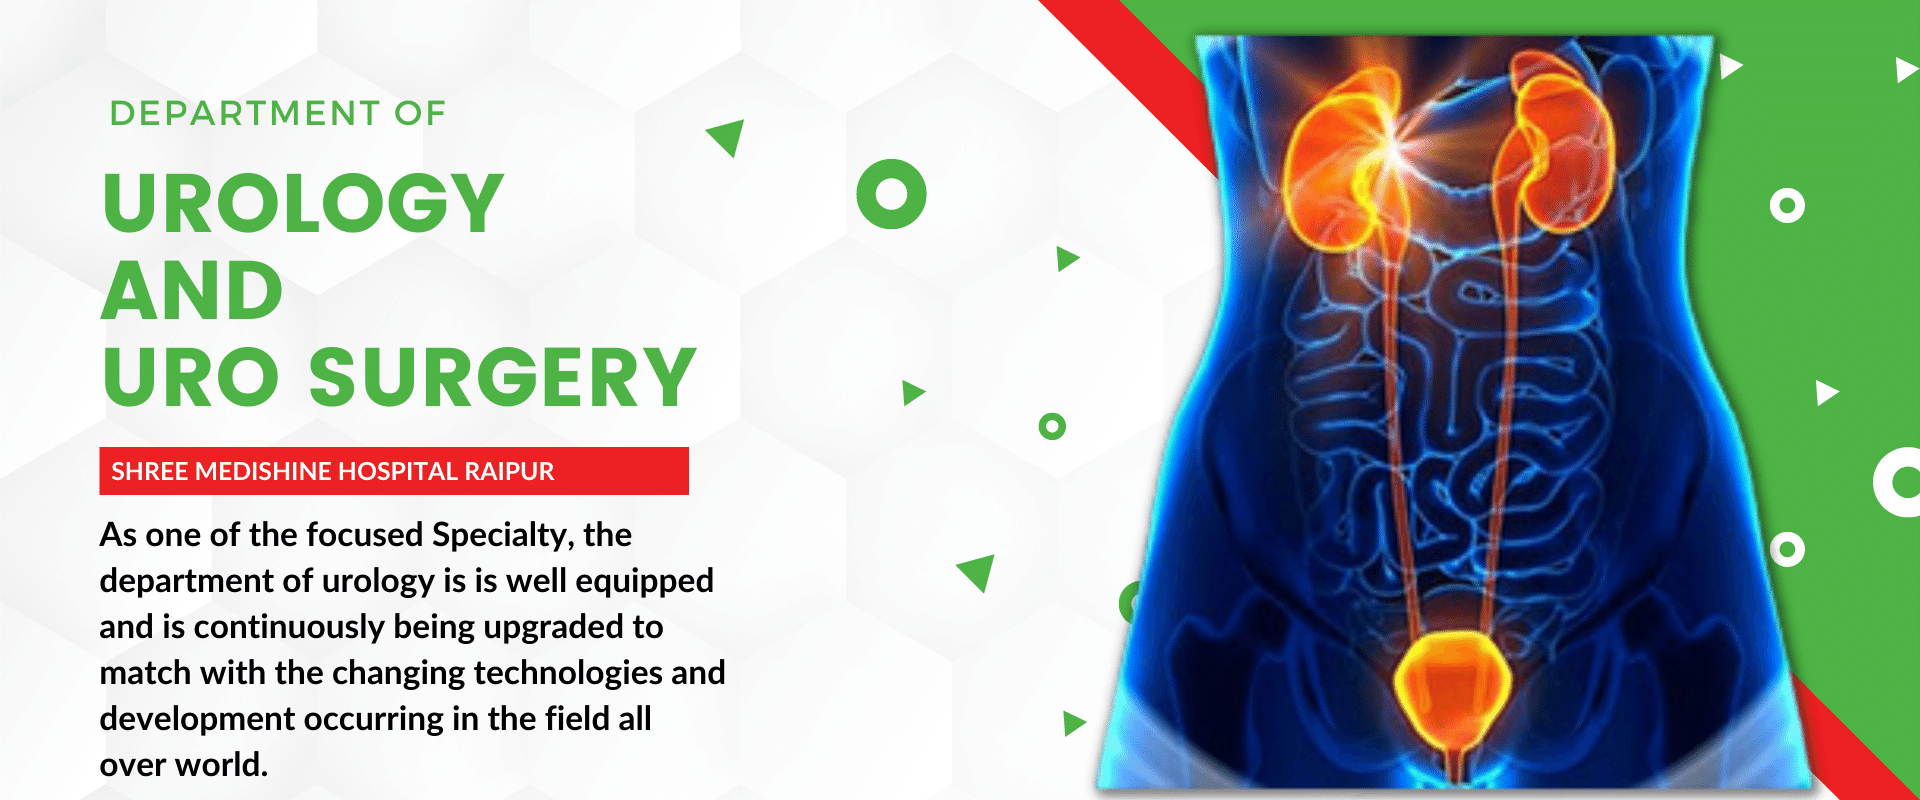 DEPARTMENT OF
UROLOGY
AND
URO SURGERY
SHREE MEDISHINE HOSPITAL RAIPUR
As one of the focused Specialty, the
department of urology is is well equipped
and is continuously being upgraded to
match with the changing technologies and
development occurring in the field all
over world.